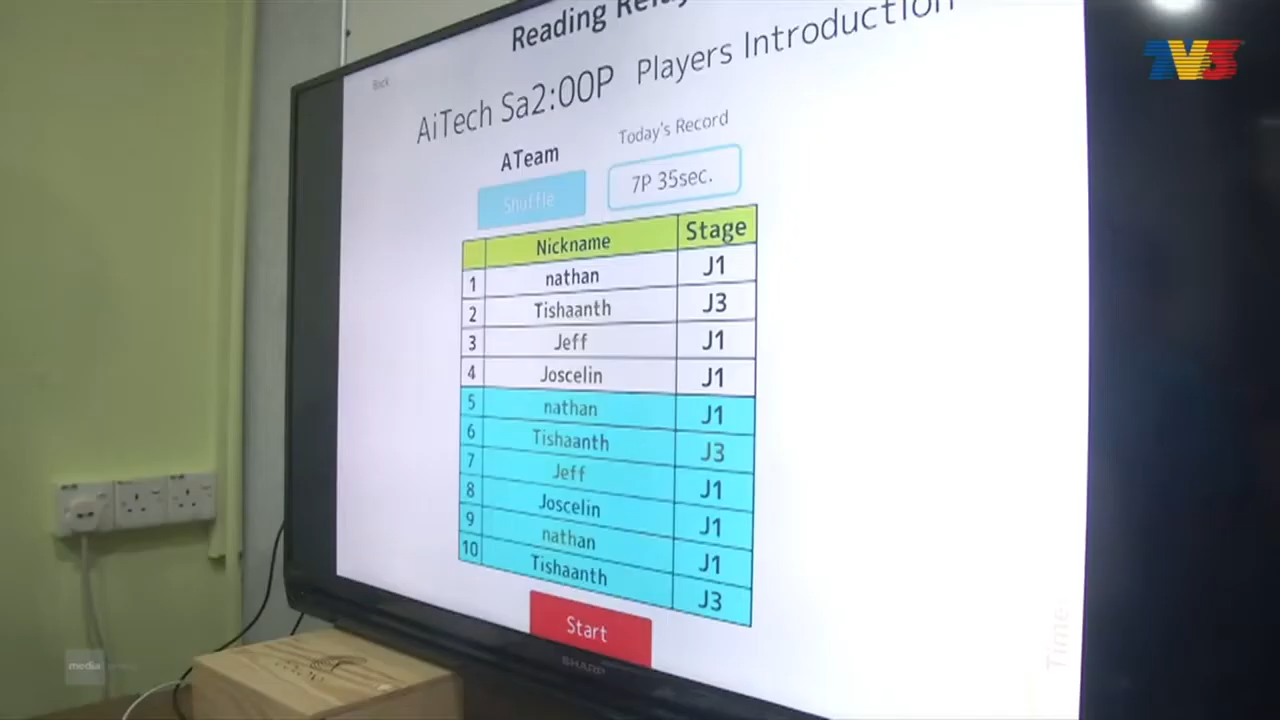 TV3
Reading Relay
Back
AiTech Sa2:00P Players Introduction
ATeam
Today's Record
Shuffle
7P 35sec.
Nickname Stage
1 nathan J1
2 Tishaanth J3
3 Jeff J1
4 Joscelin J1
5 nathan J1
6 Tishaanth J3
7 Jeff J1
8 Joscelin J1
9 nathan J1
10 Tishaanth J3
Start
SHARP
Time
media